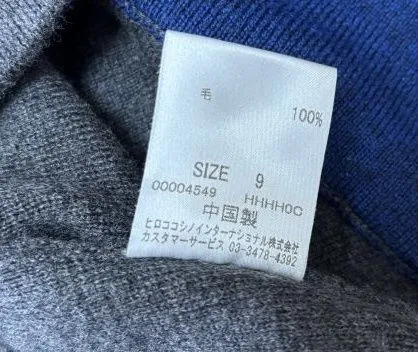 毛 100%
SIZE 9
00004549 HHHH0C
中国製
ヒロココシノインターナショナル株式会社
カスタマーサービス 03-3478-4392